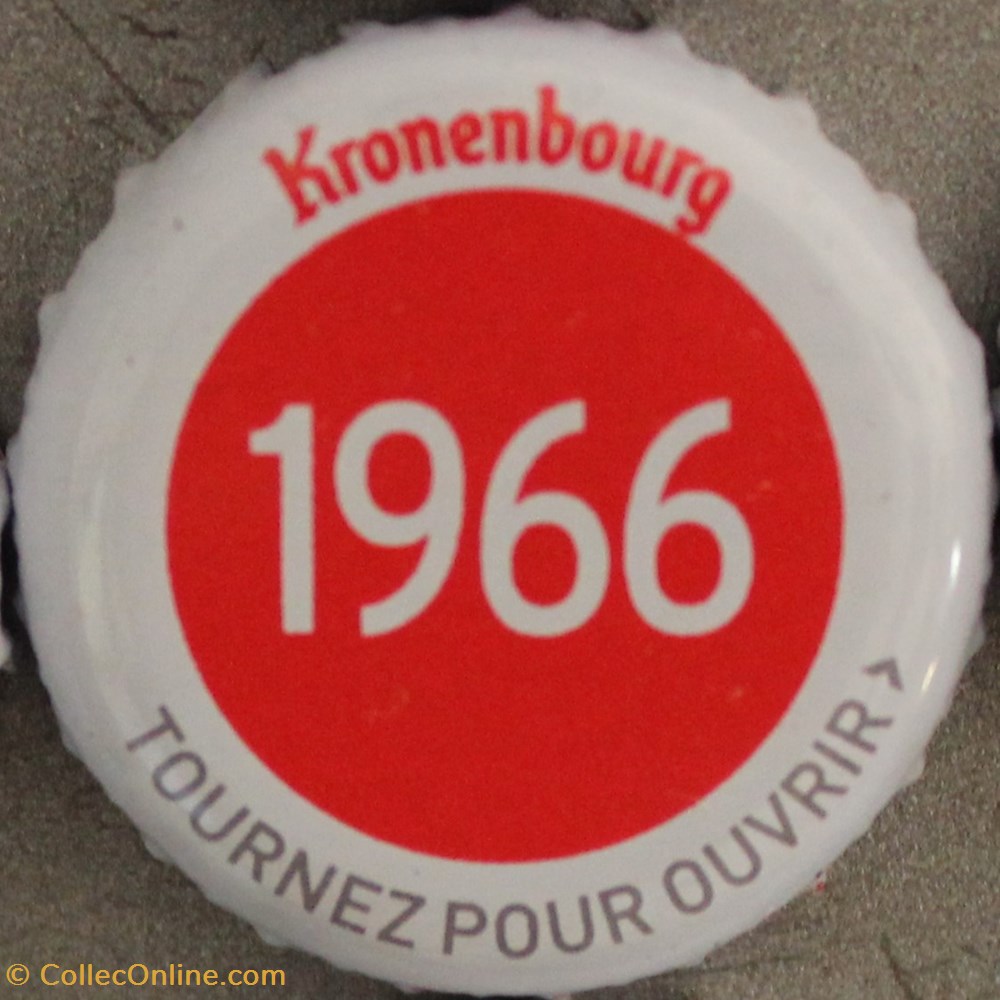 Kronenbourg
1966
TOURNEZ POUR OUVRIR >
© CollecOnline.com